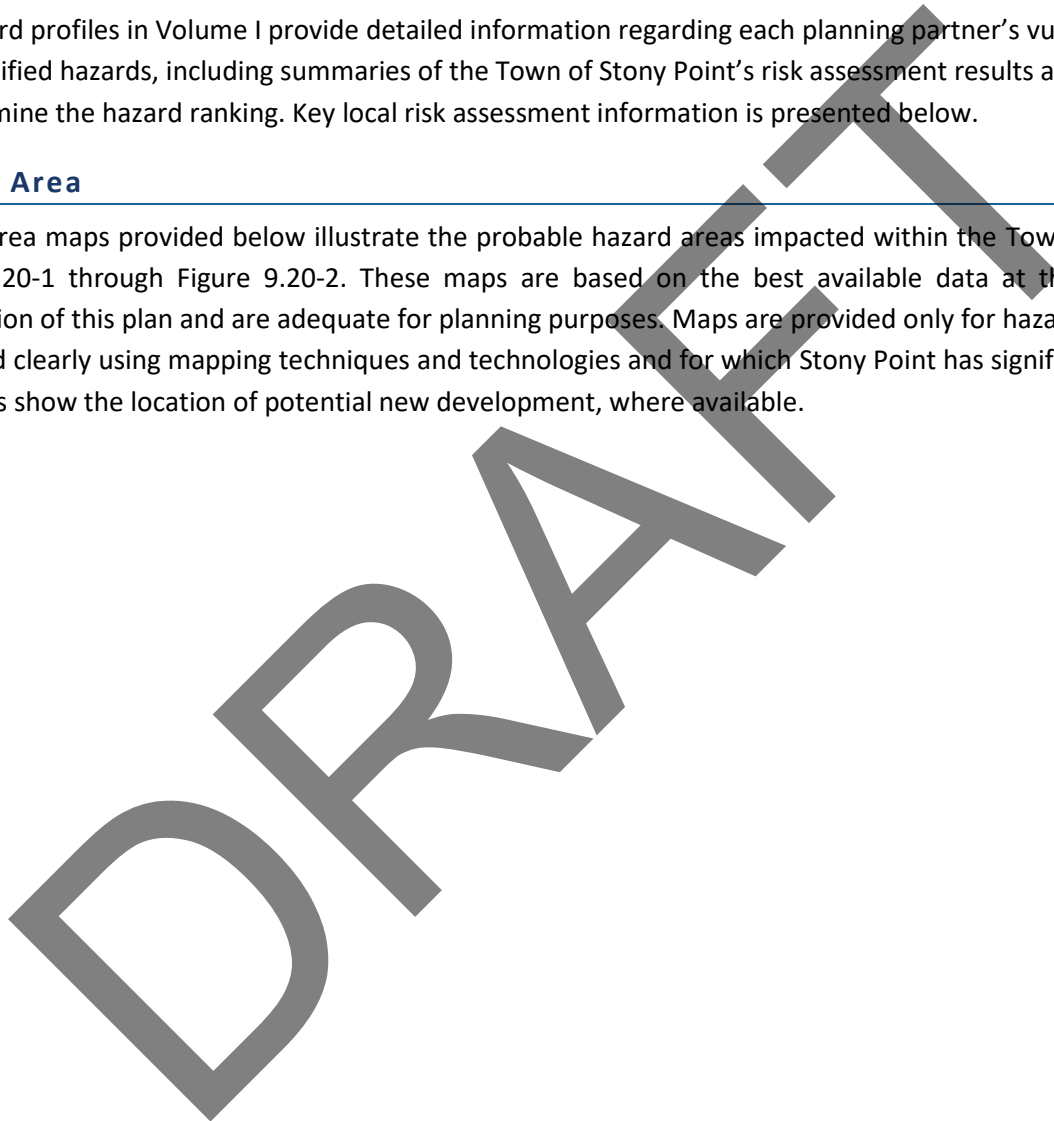 rd profiles in Volume I provide detailed information regarding each planning partner’s vu
ified hazards, including summaries of the Town of Stony Point’s risk assessment results a
mine the hazard ranking. Key local risk assessment information is presented below.
Area
rea maps provided below illustrate the probable hazard areas impacted within the Tow
20-1 through Figure 9.20-2. These maps are based on the best available data at th
ion of this plan and are adequate for planning purposes. Maps are provided only for haza
d clearly using mapping techniques and technologies and for which Stony Point has signif
s show the location of potential new development, where available.
DRAFT